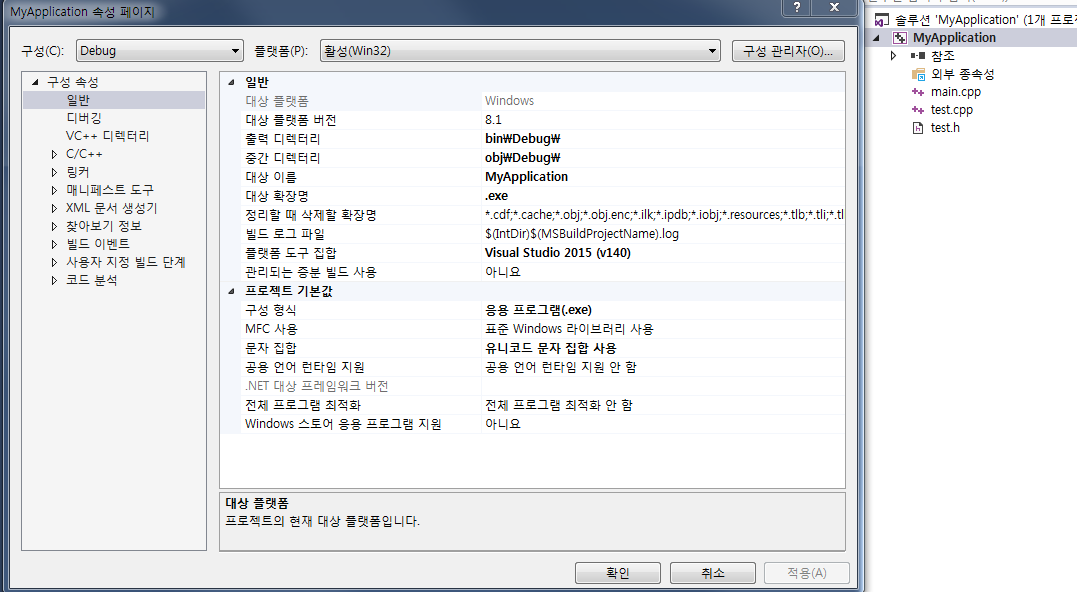 MyApplication 속성 페이지
구성(C): Debug 플랫폼(P): 활성(Win32) 구성 관리자(O)...
구성 속성
일반
디버깅
VC++ 디렉터리
C/C++
링커
매니페스트 도구
XML 문서 생성기
찾아보기 정보
빌드 이벤트
사용자 지정 빌드 단계
코드 분석
일반
대상 플랫폼 Windows
대상 플랫폼 버전 8.1
출력 디렉터리 bin₩Debug₩
중간 디렉터리 obj₩Debug₩
대상 이름 MyApplication
대상 확장명 .exe
정리할 때 삭제할 확장명 *.cdf;*.cache;*.obj;*.obj.enc;*.ilk;*.ipdb;*.iobj;*.resources;*.tlb;*.tli;*.tl
빌드 로그 파일 $(IntDir)$(MSBuildProjectName).log
플랫폼 도구 집합 Visual Studio 2015 (v140)
관리되는 증분 빌드 사용 아니요
프로젝트 기본값
구성 형식 응용 프로그램(.exe)
MFC 사용 표준 Windows 라이브러리 사용
문자 집합 유니코드 문자 집합 사용
공용 언어 런타임 지원 공용 언어 런타임 지원 안 함
.NET 대상 프레임워크 버전
전체 프로그램 최적화 전체 프로그램 최적화 안 함
Windows 스토어 응용 프로그램 지원 아니요
대상 플랫폼
프로젝트의 현재 대상 플랫폼입니다.
확인 취소 적용(A)
솔루션 'MyApplication' (1개 프로젝
MyApplication
참조
외부 종속성
main.cpp
test.cpp
test.h